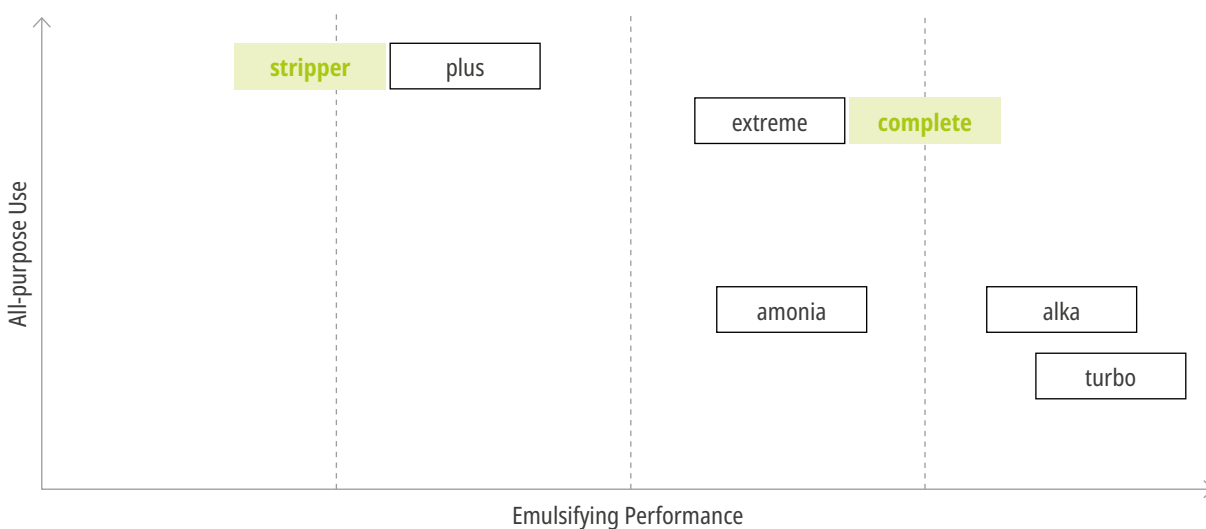 stripper
plus
extreme
complete
All-purpose Use
amonia
alka
turbo
Emulsifying Performance